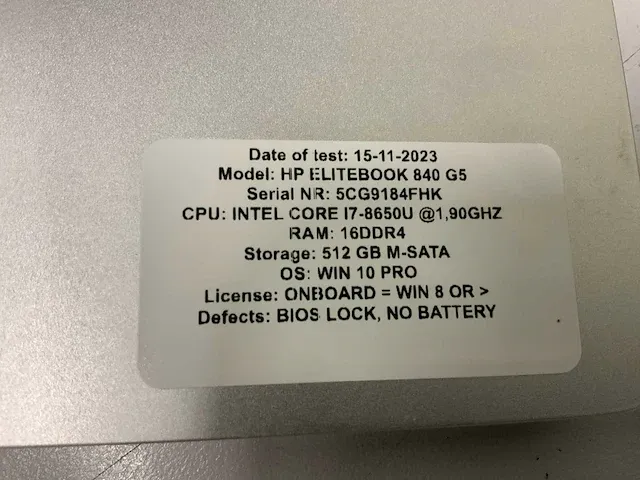 Date of test: 15-11-2023
Model: HP ELITEBOOK 840 G5
Serial NR: 5CG9184FHK
CPU: INTEL CORE I7-8650U @1,90GHZ
RAM: 16DDR4
Storage: 512 GB M-SATA
OS: WIN 10 PRO
License: ONBOARD = WIN 8 OR >
Defects: BIOS LOCK, NO BATTERY